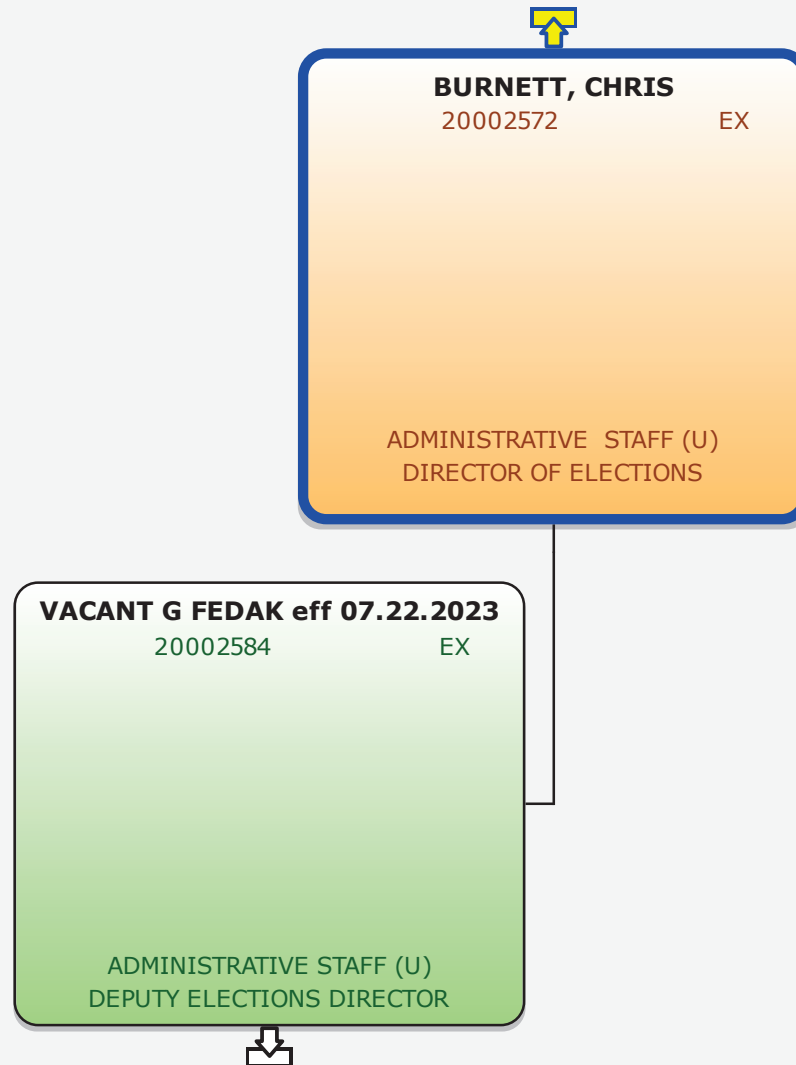 BURNETT, CHRIS
20002572 EX
ADMINISTRATIVE STAFF (U)
DIRECTOR OF ELECTIONS
VACANT G FEDAK eff 07.22.2023
20002584 EX
ADMINISTRATIVE STAFF (U)
DEPUTY ELECTIONS DIRECTOR